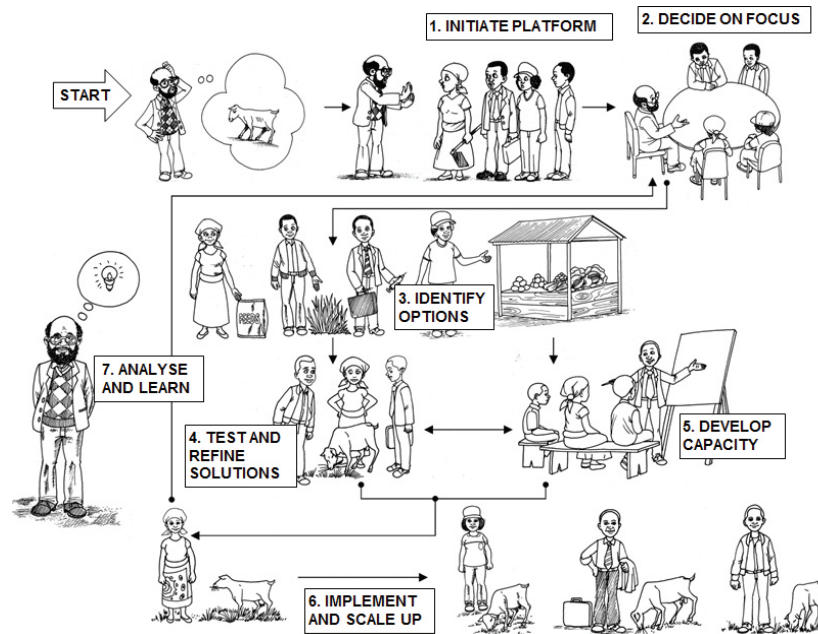 START
1. INITIATE PLATFORM
2. DECIDE ON FOCUS
3. IDENTIFY
OPTIONS
4. TEST AND
REFINE
SOLUTIONS
5. DEVELOP
CAPACITY
6. IMPLEMENT
AND SCALE UP
7. ANALYSE
AND LEARN